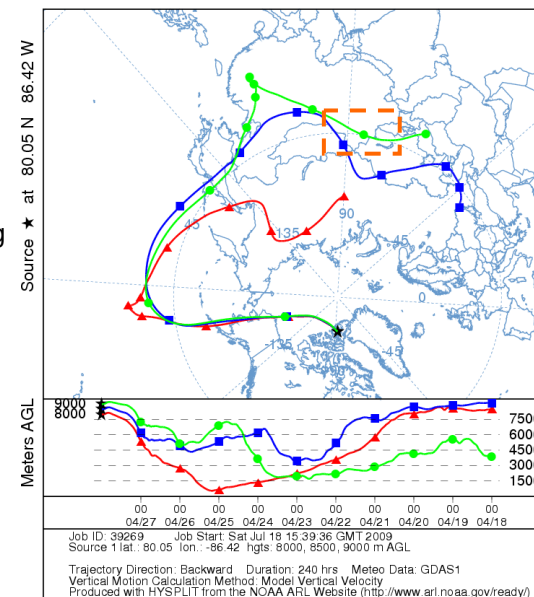 g
Source ★ at 80.05 N 86.42 W
45
-135
90
45
0
-135
-45
Meters AGL
9000
8000
750
600
450
300
150
00 00 00 00 00 00 00 00 00 00
04/27 04/26 04/25 04/24 04/23 04/22 04/21 04/20 04/19 04/18
Job ID: 39269 Job Start: Sat Jul 18 15:39:36 GMT 2009
Source 1 lat.: 80.05 lon.: -86.42 hgts: 8000, 8500, 9000 m AGL
Trajectory Direction: Backward Duration: 240 hrs Meteo Data: GDAS1
Vertical Motion Calculation Method: Model Vertical Velocity
Produced with HYSPLIT from the NOAA ARL Website (http://www.arl.noaa.gov/ready/)